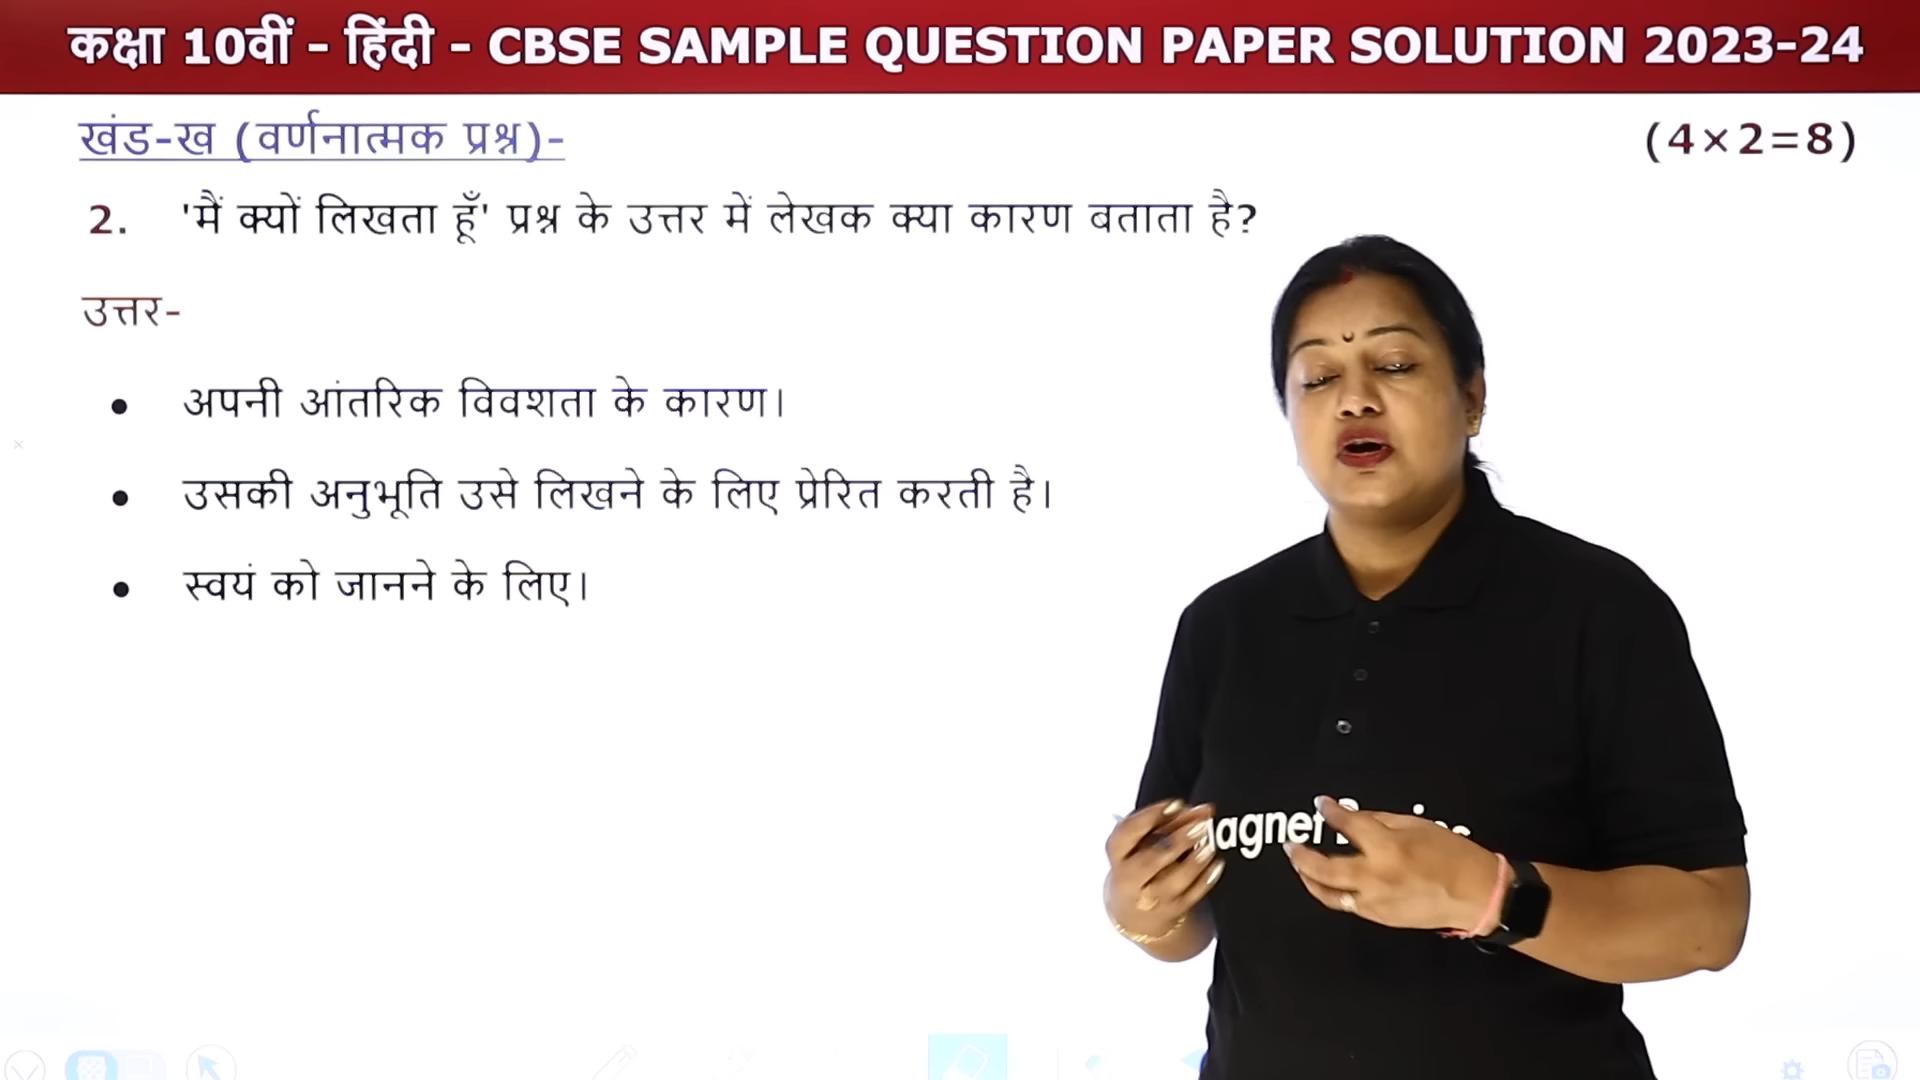 कक्षा 10वीं - हिंदी - CBSE SAMPLE QUESTION PAPER SOLUTION 2023-24
खंड-ख (वर्णनात्मक प्रश्न)- (4×2=8)
2. 'मैं क्यों लिखता हूँ' प्रश्न के उत्तर में लेखक क्या कारण बताता है?
उत्तर-
• अपनी आंतरिक विवशता के कारण।
• उसकी अनुभूति उसे लिखने के लिए प्रेरित करती है।
• स्वयं को जानने के लिए।